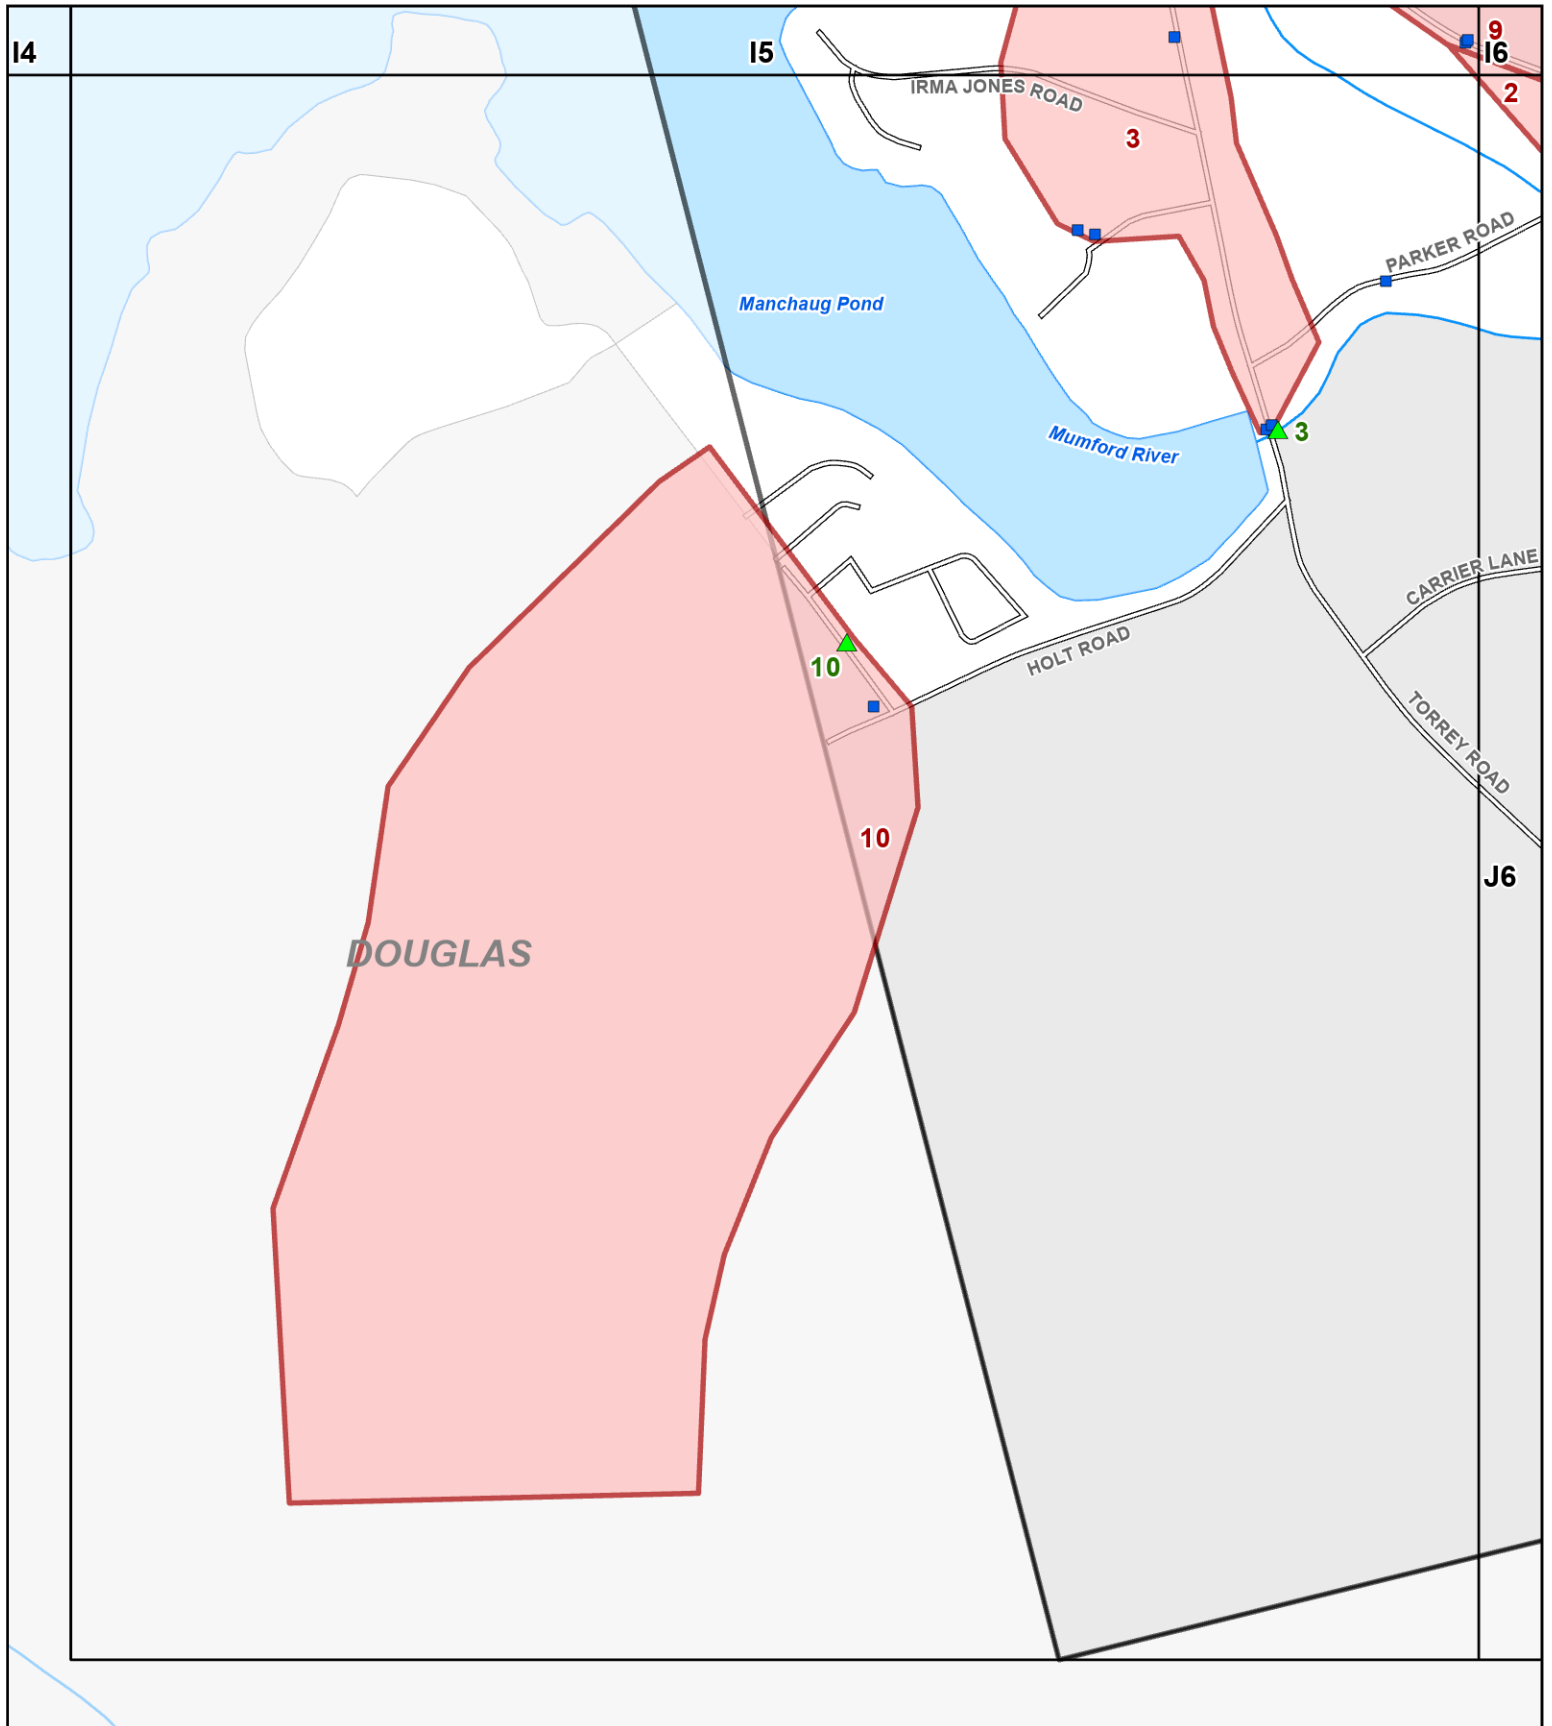 I4
I5
9
I6
IRMA JONES ROAD
2
3
PARKER ROAD
Manchaug Pond
Mumford River
3
CARRIER LANE
HOLT ROAD
10
TORREY ROAD
10
J6
DOUGLAS